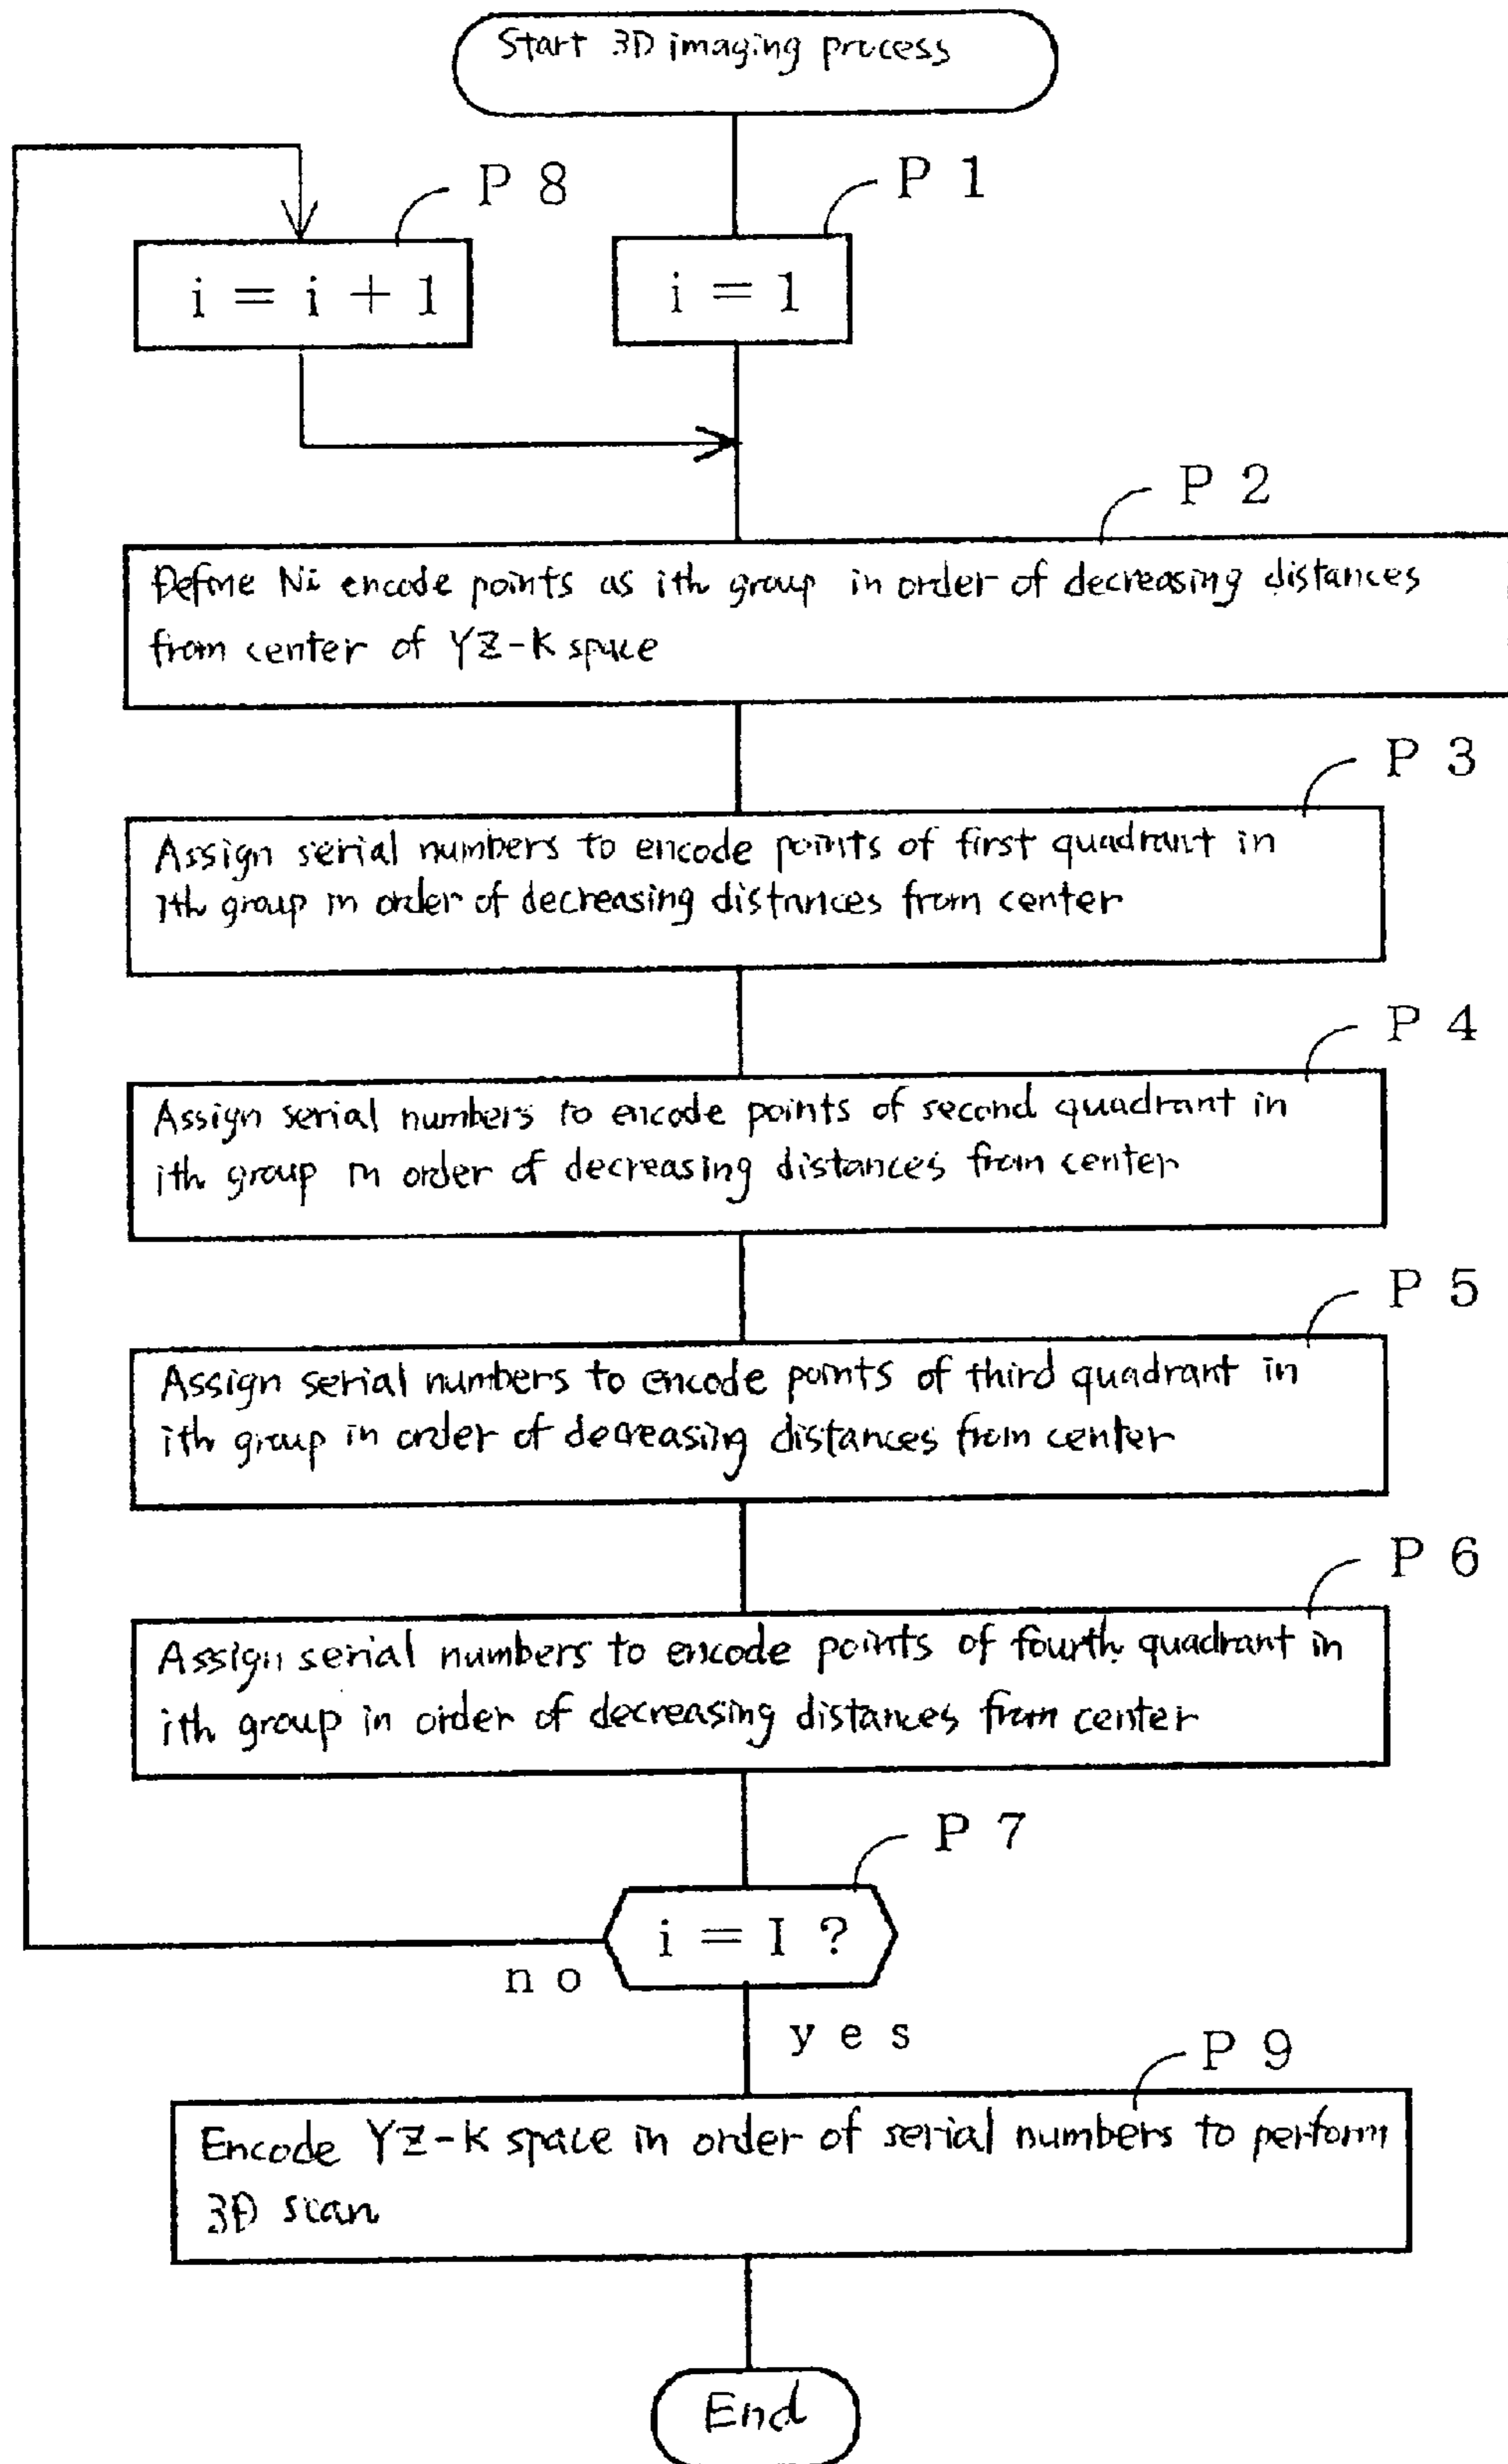 Start 3D imaging process
P 8
P 1
i = i + 1
i = 1
P 2
Define Ni encode points as ith group in order of decreasing distances
from center of YZ-K space
P 3
Assign serial numbers to encode points of first quadrant in
ith group in order of decreasing distances from center
P 4
Assign serial numbers to encode points of second quadrant in
ith group in order of decreasing distances from center
P 5
Assign serial numbers to encode points of third quadrant in
ith group in order of decreasing distances from center
P 6
Assign serial numbers to encode points of fourth quadrant in
ith group in order of decreasing distances from center
P 7
i = I ?
no
yes
P 9
Encode YZ-K space in order of serial numbers to perform
3D scan
End